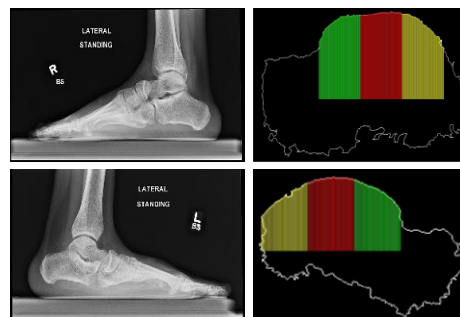 LATERAL
STANDING
R
BS
LATERAL
STANDING
L
BS